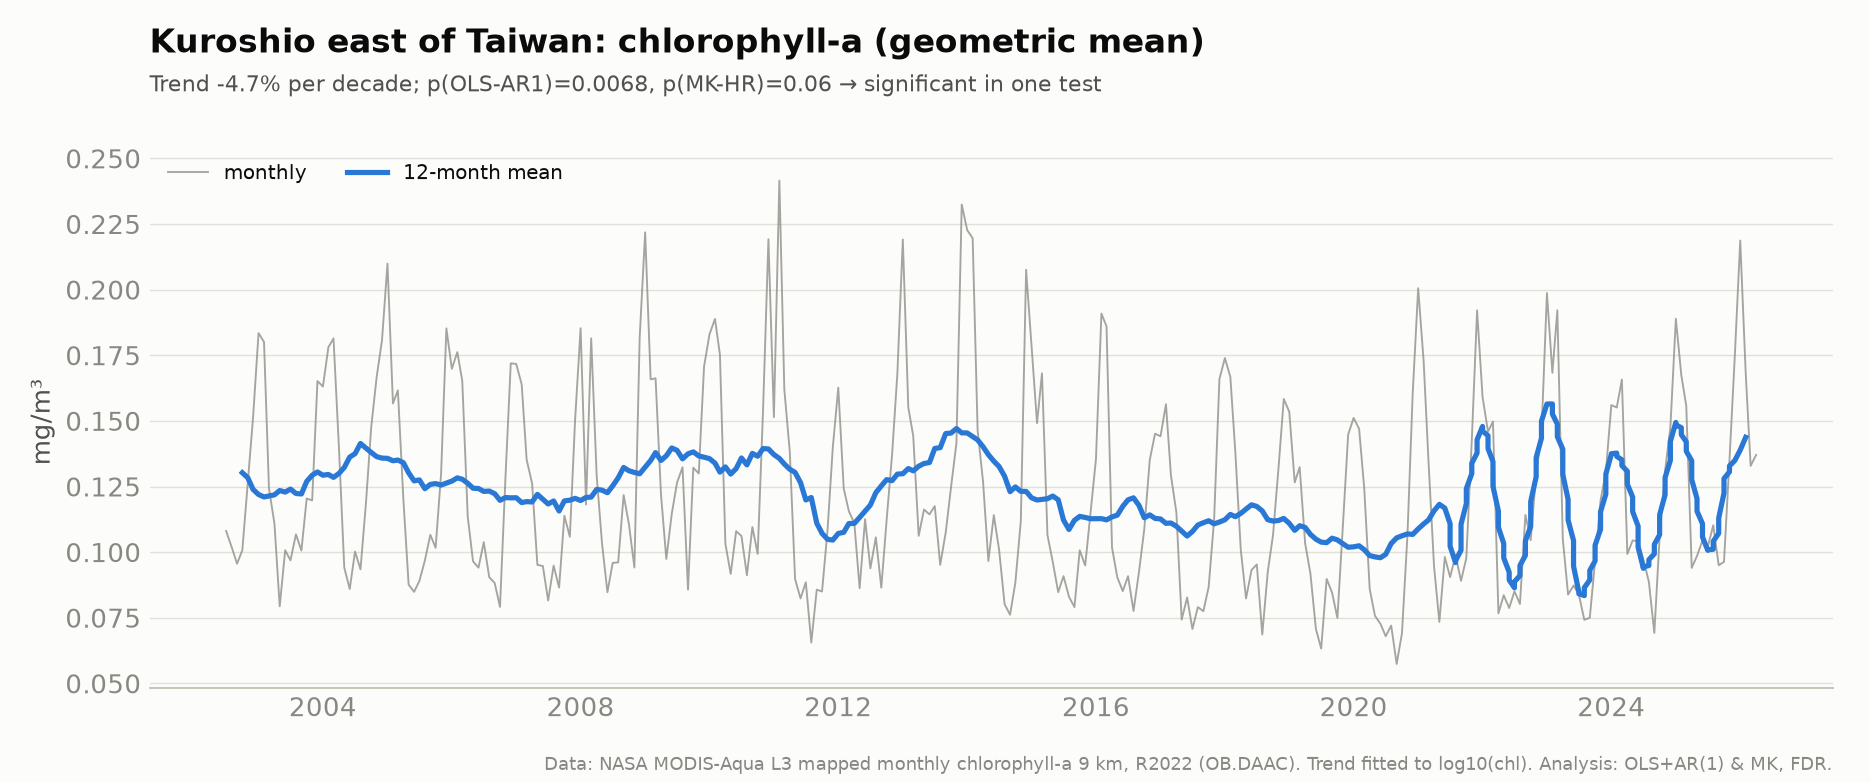 Kuroshio east of Taiwan: chlorophyll-a (geometric mean)
Trend -4.7% per decade; p(OLS-AR1)=0.0068, p(MK-HR)=0.06 → significant in one test
monthly
12-month mean
0.250
0.225
0.200
0.175
0.150
0.125
0.100
0.075
0.050
mg/m³
2004
2008
2012
2016
2020
2024
Data: NASA MODIS-Aqua L3 mapped monthly chlorophyll-a 9 km, R2022 (OB.DAAC). Trend fitted to log10(chl). Analysis: OLS+AR(1) & MK, FDR.